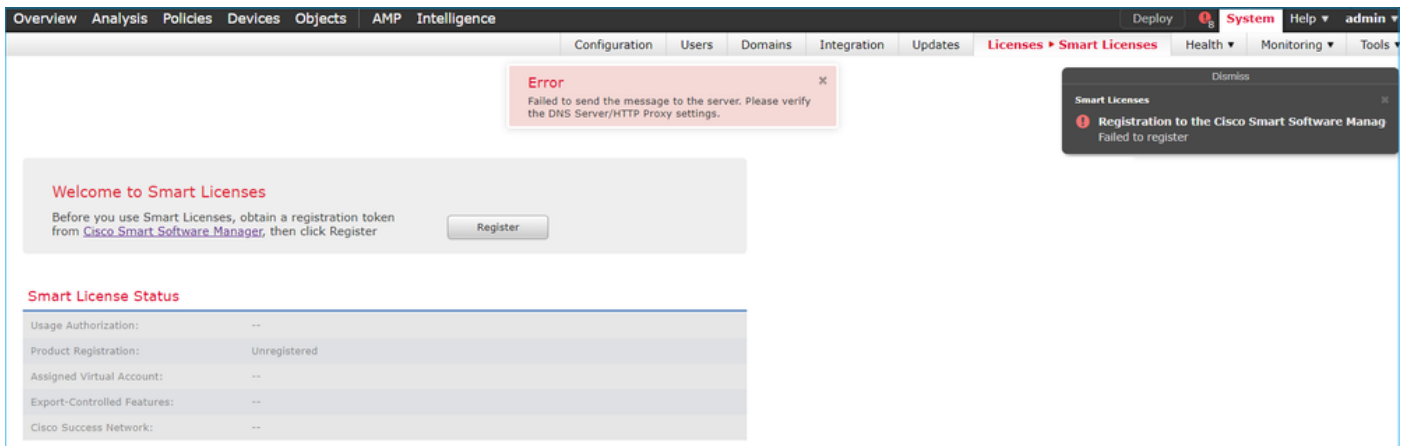 Overview Analysis Policies Devices Objects AMP Intelligence Deploy 8 System Help ▾ admin ▾
Configuration Users Domains Integration Updates Licenses ▸ Smart Licenses Health ▾ Monitoring ▾ Tools ▾
Error
Failed to send the message to the server. Please verify
the DNS Server/HTTP Proxy settings.
Dismiss
Smart Licenses
Registration to the Cisco Smart Software Manag
Failed to register
Welcome to Smart Licenses
Before you use Smart Licenses, obtain a registration token
from Cisco Smart Software Manager, then click Register
Register
Smart License Status
Usage Authorization: --
Product Registration: Unregistered
Assigned Virtual Account: --
Export-Controlled Features: --
Cisco Success Network: --